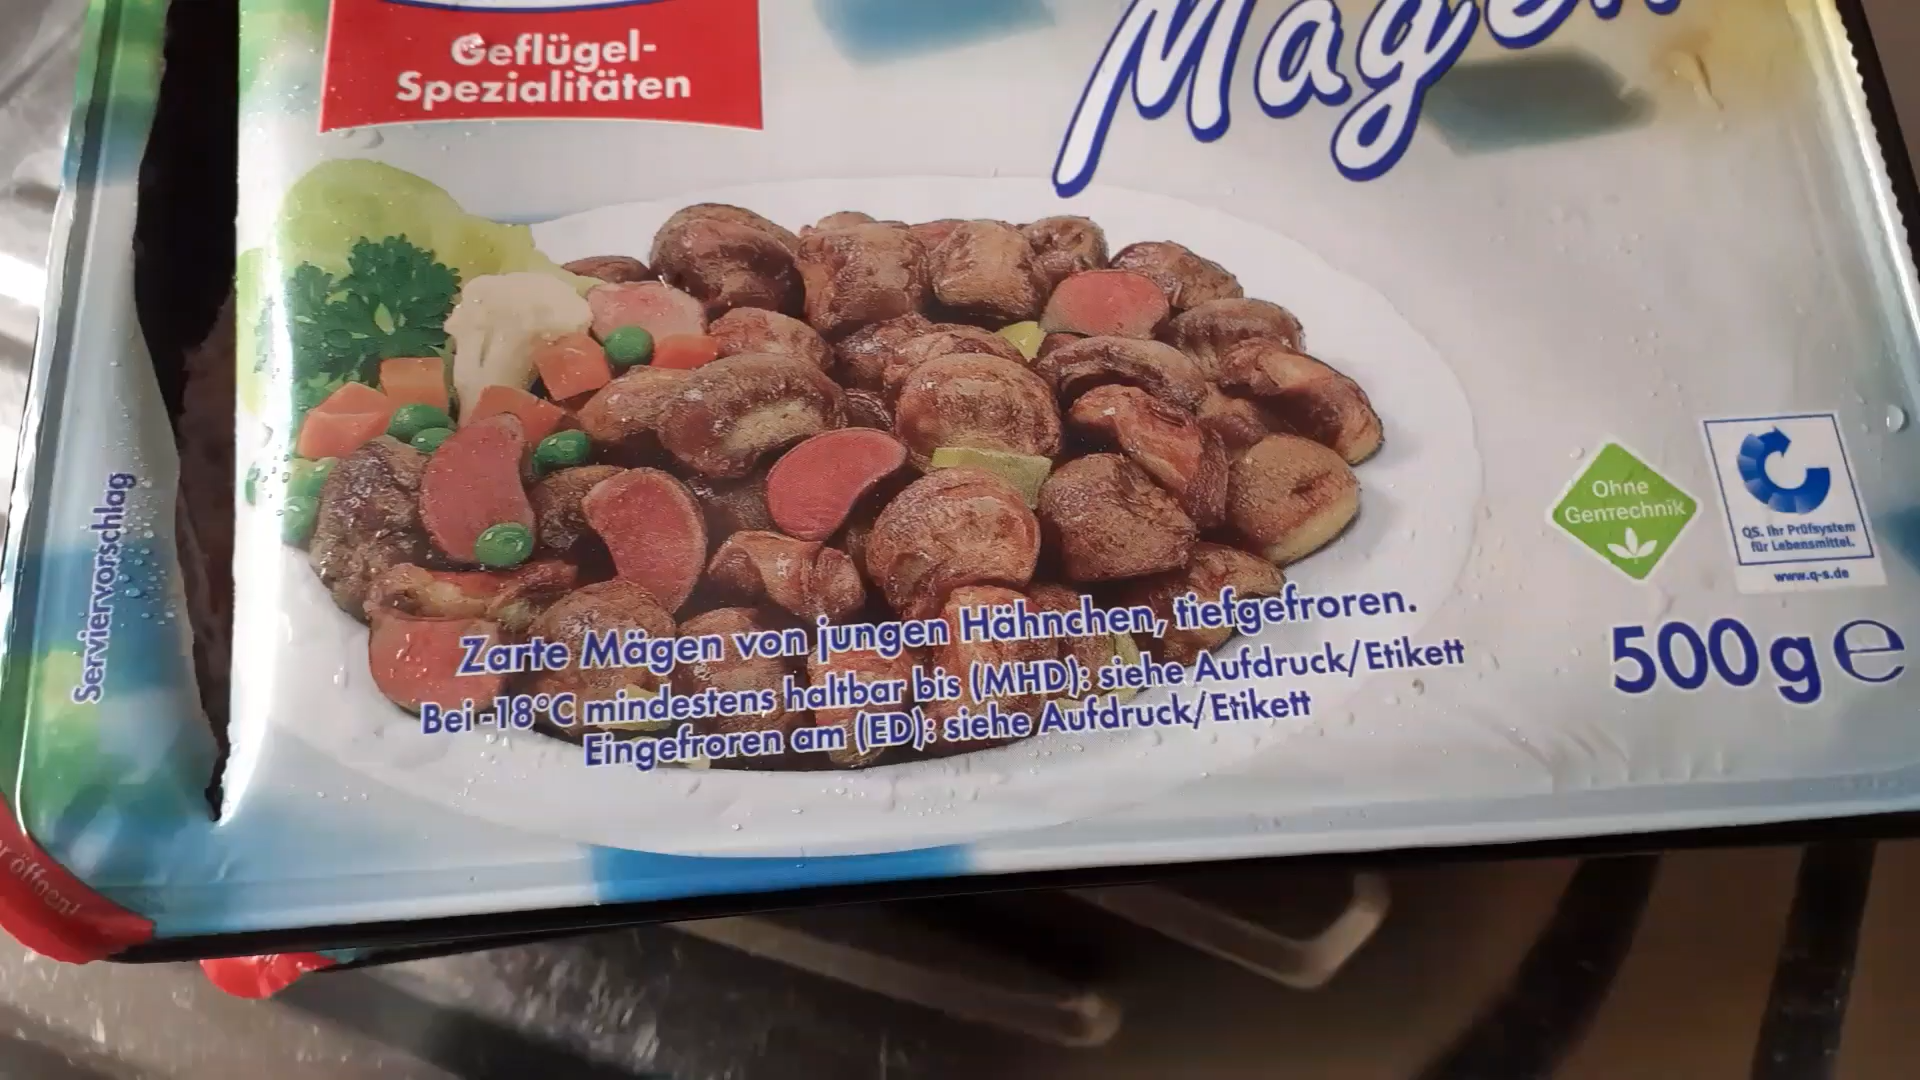 Geflügel-
Spezialitäten
Serviervorschlag
Ohne
GenTechnik
QS. Ihr Prüfsystem
für Lebensmittel.
www.q-s.de
Zarte Mägen von jungen Hähnchen, tiefgefroren.
Bei -18°C mindestens haltbar bis (MHD): siehe Aufdruck/Etikett
Eingefroren am (ED): siehe Aufdruck/Etikett
500g e
öffnen!